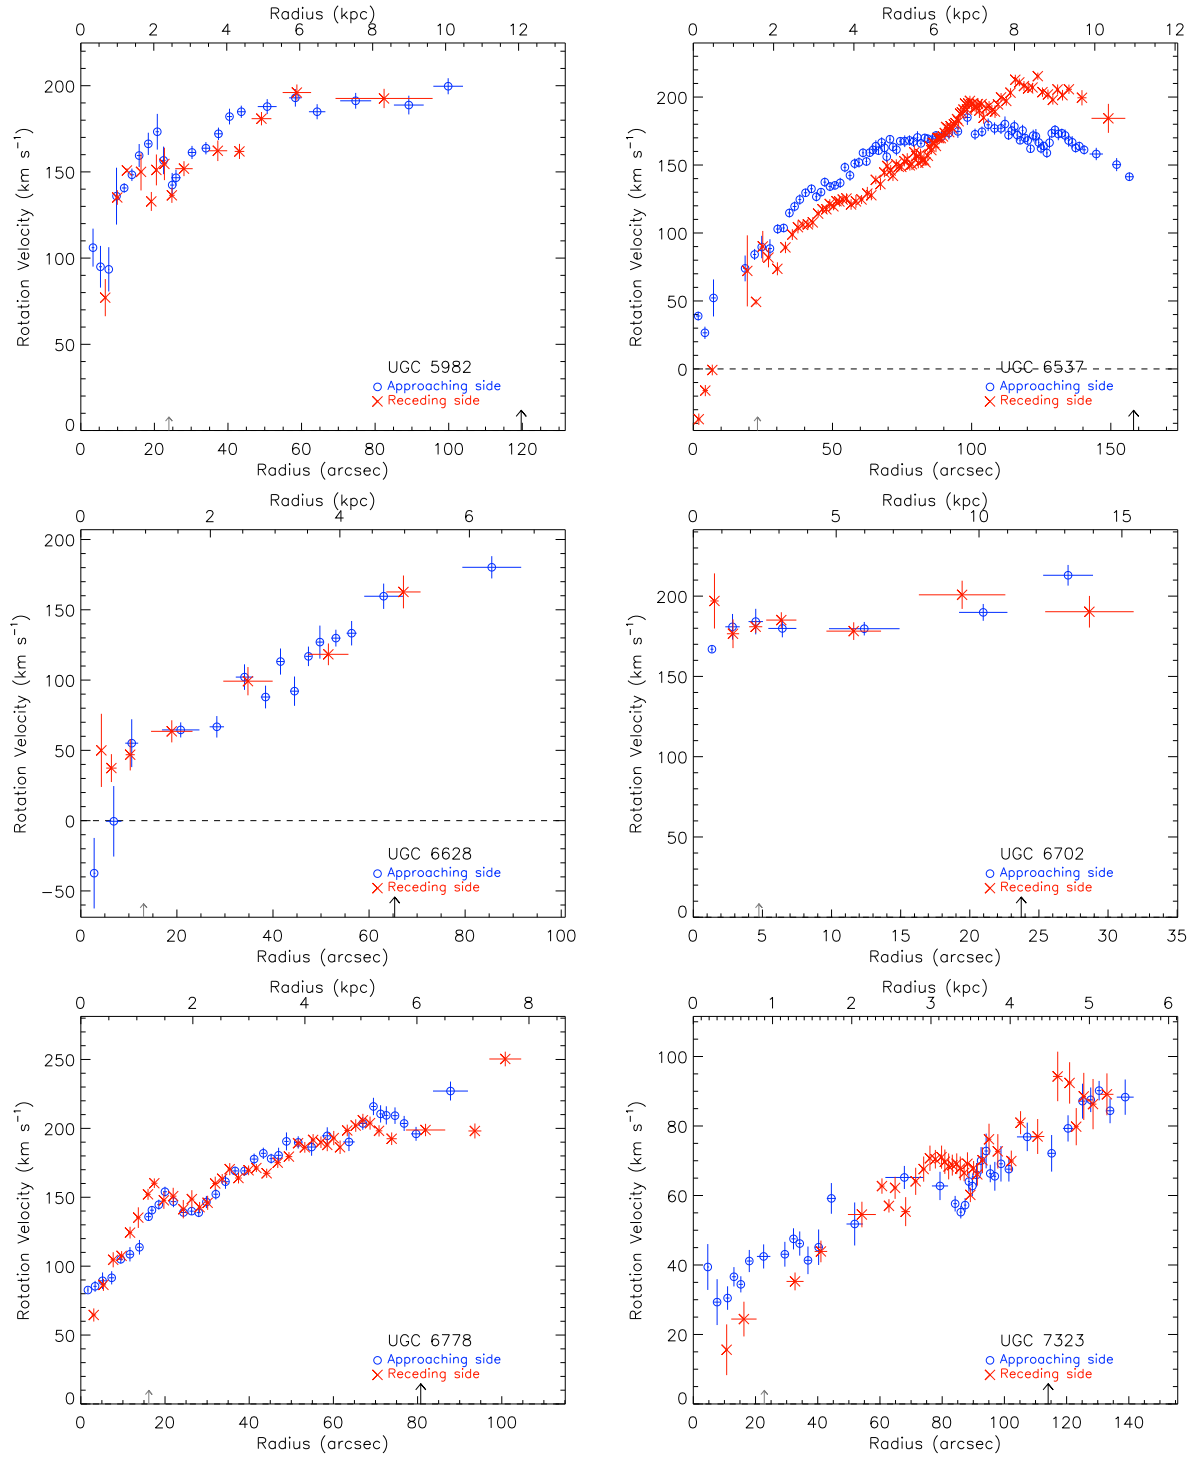 Radius (kpc)
0 2 4 6 8 10 12
Rotation Velocity (km s⁻¹)
200
150
100
50
0
UGC 5982
Approaching side
Receding side
0 20 40 60 80 100 120
Radius (arcsec)
Radius (kpc)
0 2 4 6 8 10
Rotation Velocity (km s⁻¹)
200
150
100
50
0
UGC 6537
Approaching side
Receding side
0 50 100 150
Radius (arcsec)
Radius (kpc)
0 2 4 6
Rotation Velocity (km s⁻¹)
200
150
100
50
0
−50
UGC 6628
Approaching side
Receding side
0 20 40 60 80 100
Radius (arcsec)
Radius (kpc)
0 5 10 15
Rotation Velocity (km s⁻¹)
200
150
100
50
0
UGC 6702
Approaching side
Receding side
0 5 10 15 20 25 30 35
Radius (arcsec)
Radius (kpc)
0 2 4 6 8
Rotation Velocity (km s⁻¹)
250
200
150
100
50
0
UGC 6778
Approaching side
Receding side
0 20 40 60 80 100
Radius (arcsec)
Radius (kpc)
0 1 2 3 4 5 6
Rotation Velocity (km s⁻¹)
100
80
60
40
20
0
UGC 7323
Approaching side
Receding side
0 20 40 60 80 100 120 140
Radius (arcsec)